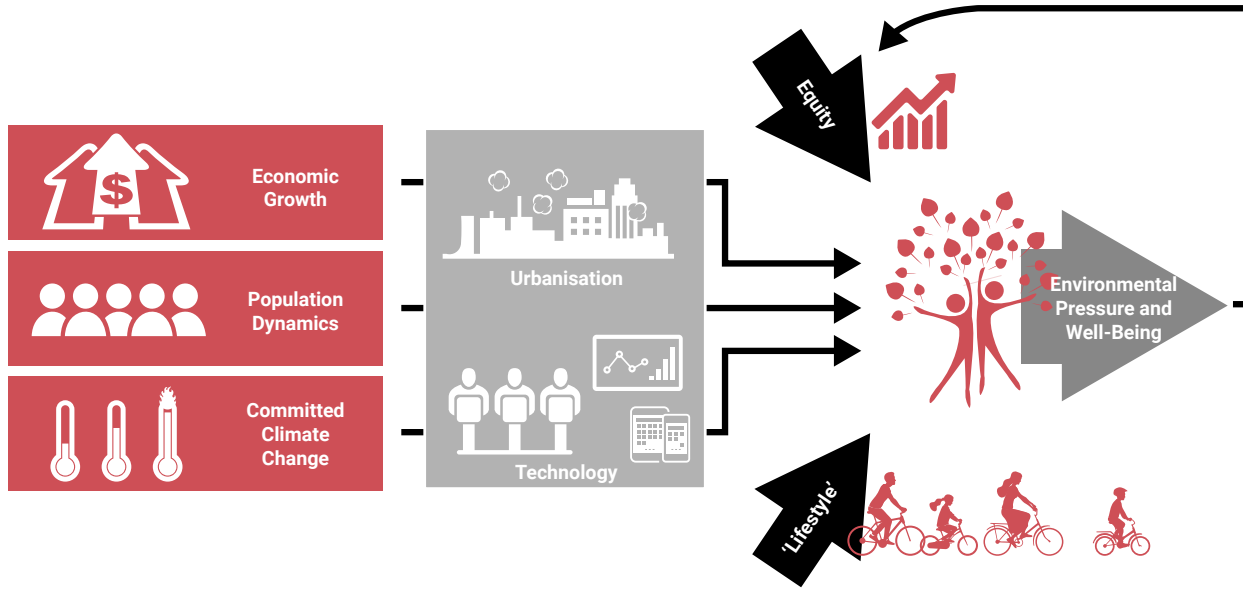 Economic
Growth
Population
Dynamics
Committed
Climate
Change
Urbanisation
Technology
Equity
'Lifestyle'
Environmental
Pressure and
Well-Being
$